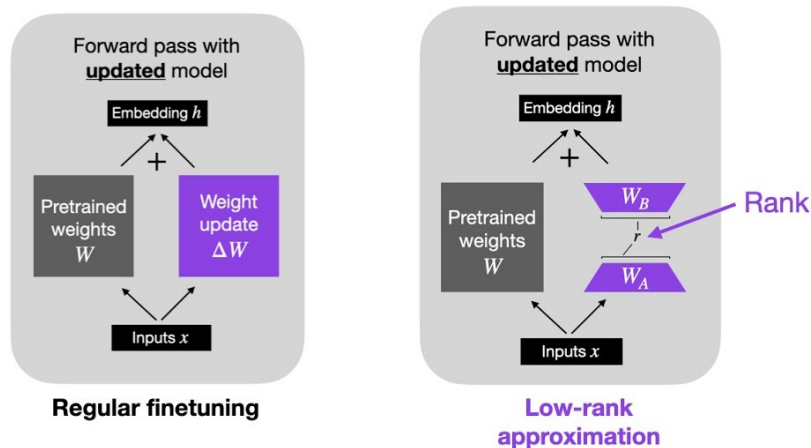 Forward pass with
updated model
Embedding h
+
Pretrained
weights
W
Weight
update
ΔW
Inputs x
Regular finetuning
Forward pass with
updated model
Embedding h
+
Pretrained
weights
W
W_B
r
W_A
Rank
Inputs x
Low-rank
approximation